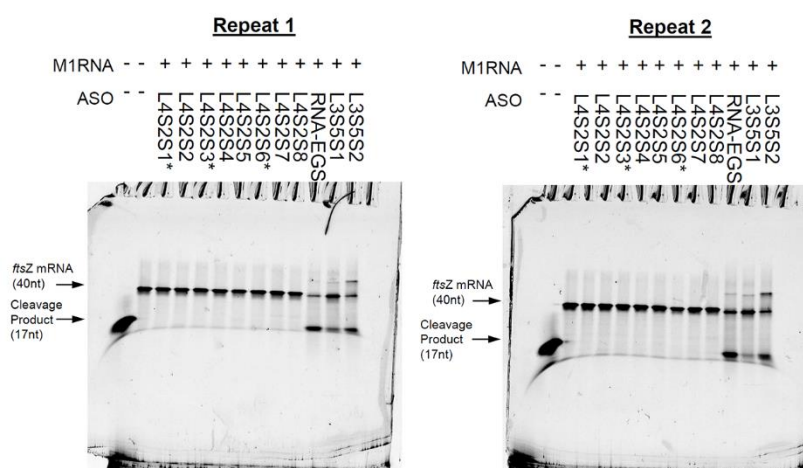 Repeat 1
M1RNA -- + + + + + + + + + + +
ASO -- L4S2S1* L4S2S2 L4S2S3* L4S2S4 L4S2S5 L4S2S6* L4S2S7 L4S2S8 RNA-EGS L3S5S1 L3S5S2
ftsZ mRNA
(40nt)
Cleavage
Product
(17nt)
Repeat 2
M1RNA -- + + + + + + + + + + +
ASO -- L4S2S1* L4S2S2 L4S2S3* L4S2S4 L4S2S5 L4S2S6* L4S2S7 L4S2S8 RNA-EGS L3S5S1 L3S5S2
ftsZ mRNA
(40nt)
Cleavage
Product
(17nt)